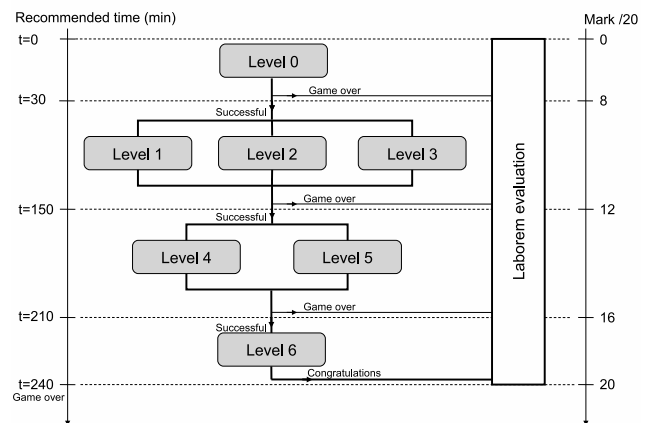 Recommended time (min)
Mark /20
t=0
0
Level 0
Game over
t=30
8
Successful
Level 1
Level 2
Level 3
Laborem evaluation
Game over
t=150
12
Successful
Level 4
Level 5
Game over
t=210
16
Successful
Level 6
Congratulations
t=240
20
Game over